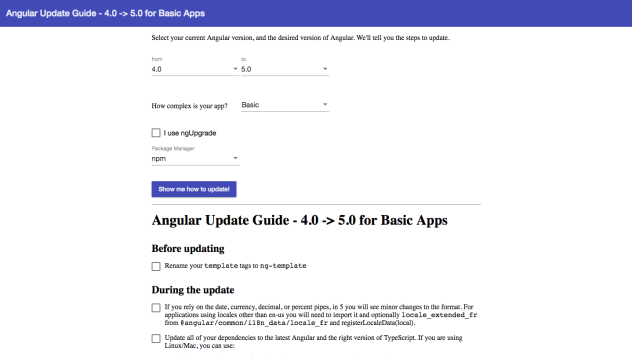 Angular Update Guide - 4.0 -> 5.0 for Basic Apps
Select your current Angular version, and the desired version of Angular. We'll tell you the steps to update.
from to
4.0 5.0
How complex is your app? Basic
I use ngUpgrade
Package Manager
npm
Show me how to update!
Angular Update Guide - 4.0 -> 5.0 for Basic Apps
Before updating
Rename your template tags to ng-template
During the update
If you rely on the date, currency, decimal, or percent pipes, in 5 you will see minor changes to the format. For
applications using locales other than en-us you will need to import it and optionally locale_extended_fr
from @angular/common/i18n_data/locale_fr and registerLocaleData(local).
Update all of your dependencies to the latest Angular and the right version of TypeScript. If you are using
Linux/Mac, you can use: